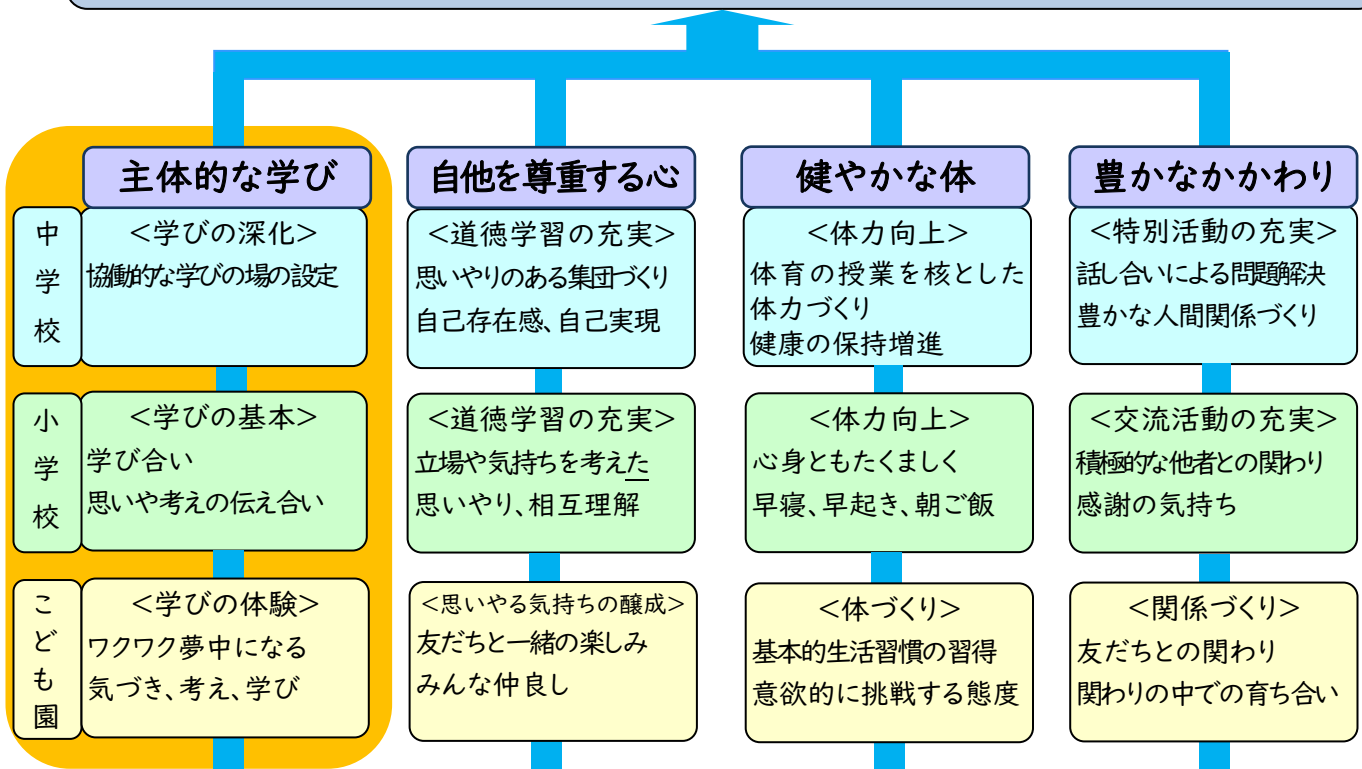 主体的な学び
自他を尊重する心
健やかな体
豊かなかかわり
中学校
<学びの深化>
協働的な学びの場の設定
<道徳学習の充実>
思いやりのある集団づくり
自己存在感、自己実現
<体力向上>
体育の授業を核とした
体力づくり
健康の保持増進
<特別活動の充実>
話し合いによる問題解決
豊かな人間関係づくり
小学校
<学びの基本>
学び合い
思いや考えの伝え合い
<道徳学習の充実>
立場や気持ちを考えた
思いやり、相互理解
<体力向上>
心身ともたくましく
早寝、早起き、朝ご飯
<交流活動の充実>
積極的な他者との関わり
感謝の気持ち
こども園
<学びの体験>
ワクワク夢中になる
気づき、考え、学び
<思いやる気持ちの醸成>
友だちと一緒の楽しみ
みんな仲良し
<体づくり>
基本的生活習慣の習得
意欲的に挑戦する態度
<関係づくり>
友だちとの関わり
関わりの中での育ち合い